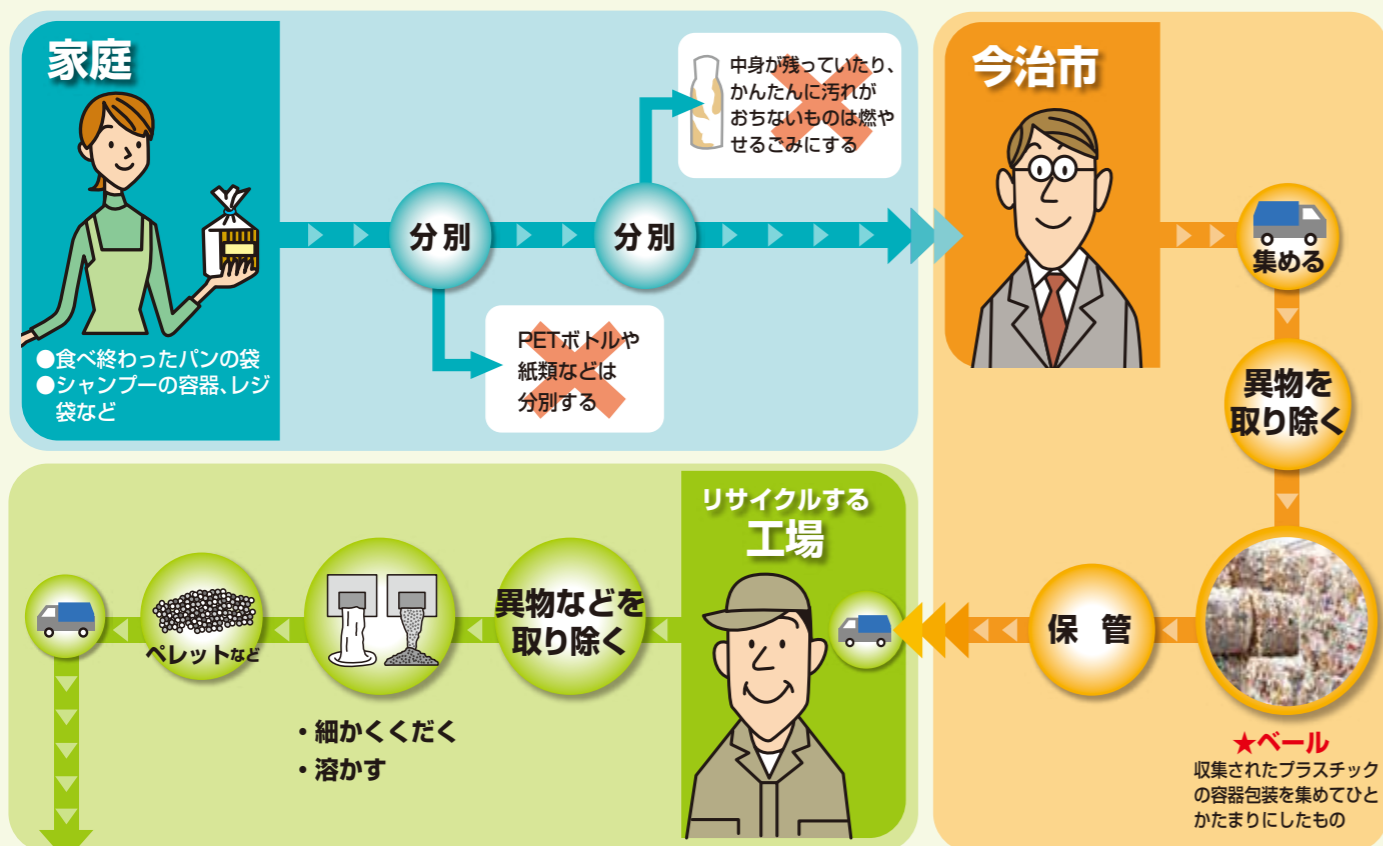 家庭
●食べ終わったパンの袋
●シャンプーの容器、レジ
袋など
分別
PETボトルや
紙類などは
分別する
分別
中身が残っていたり、
かんたんに汚れが
おちないものは燃や
せるごみにする
今治市
集める
異物を
取り除く
★ベール
収集されたプラスチック
の容器包装を集めてひと
かたまりにしたもの
保管
リサイクルする
工場
異物などを
取り除く
・細かくくだく
・溶かす
ペレットなど